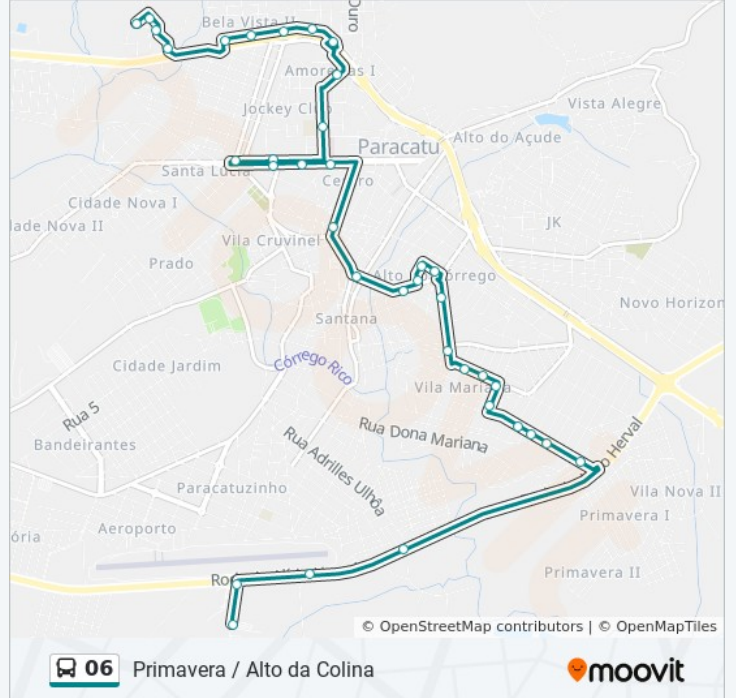 Ouro
Bela Vista II
Amoreiras I
Jockey Club
Vista Alegre
Paracatu
Alto do Açude
Santa Lúcia
Centro
Cidade Nova I
JK
lade Nova II
Vila Cruvinel
Prado
Alto do Córrego
Novo Horizon
Santana
Córrego Rico
Cidade Jardim
Vila Mariana
Rua 5
Rua Dona Mariana
o Herval
Bandeirantes
Rua Adrilles Ulhôa
Paracatuzinho
Vila Nova II
Primavera I
Aeroporto
ória
Primavera II
© OpenStreetMap contributors | © OpenMapTiles
06 Primavera / Alto da Colina
moovit